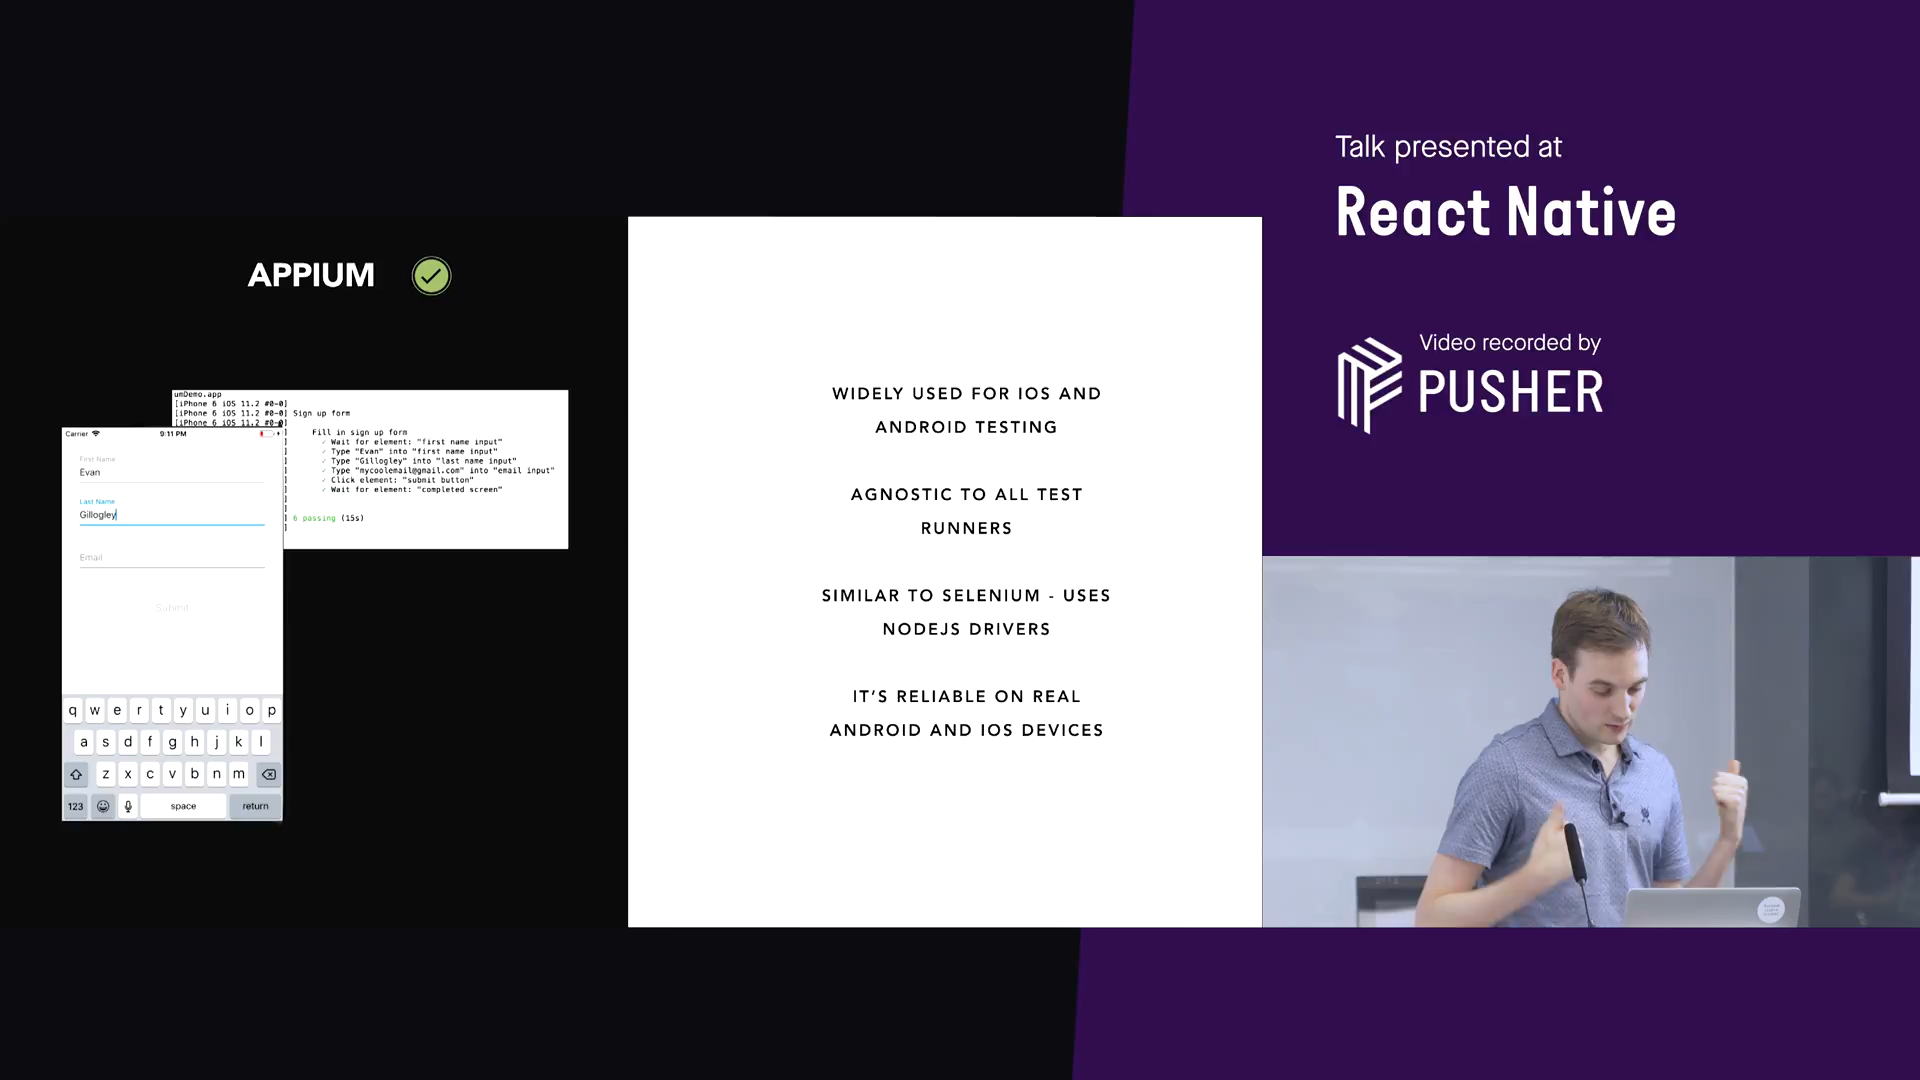 APPIUM
umDemo.app
[iPhone 6 iOS 11.2 #0-0]
[iPhone 6 iOS 11.2 #0-0] Sign up form
[iPhone 6 iOS 11.2 #0-0]
Fill in sign up form
✓ Wait for element: "first name input"
✓ Type "Evan" into "first name input"
✓ Type "Gillogley" into "last name input"
✓ Type "mycoolemail@gmail.com" into "email input"
✓ Click element: "submit button"
✓ Wait for element: "completed screen"
6 passing (15s)
Carrier 9:11 PM
First Name
Evan
Last Name
Gillogley
Email
Submit
q w e r t y u i o p
a s d f g h j k l
z x c v b n m
123 space return
WIDELY USED FOR IOS AND
ANDROID TESTING
AGNOSTIC TO ALL TEST
RUNNERS
SIMILAR TO SELENIUM - USES
NODEJS DRIVERS
IT'S RELIABLE ON REAL
ANDROID AND IOS DEVICES
Talk presented at
React Native
Video recorded by
PUSHER